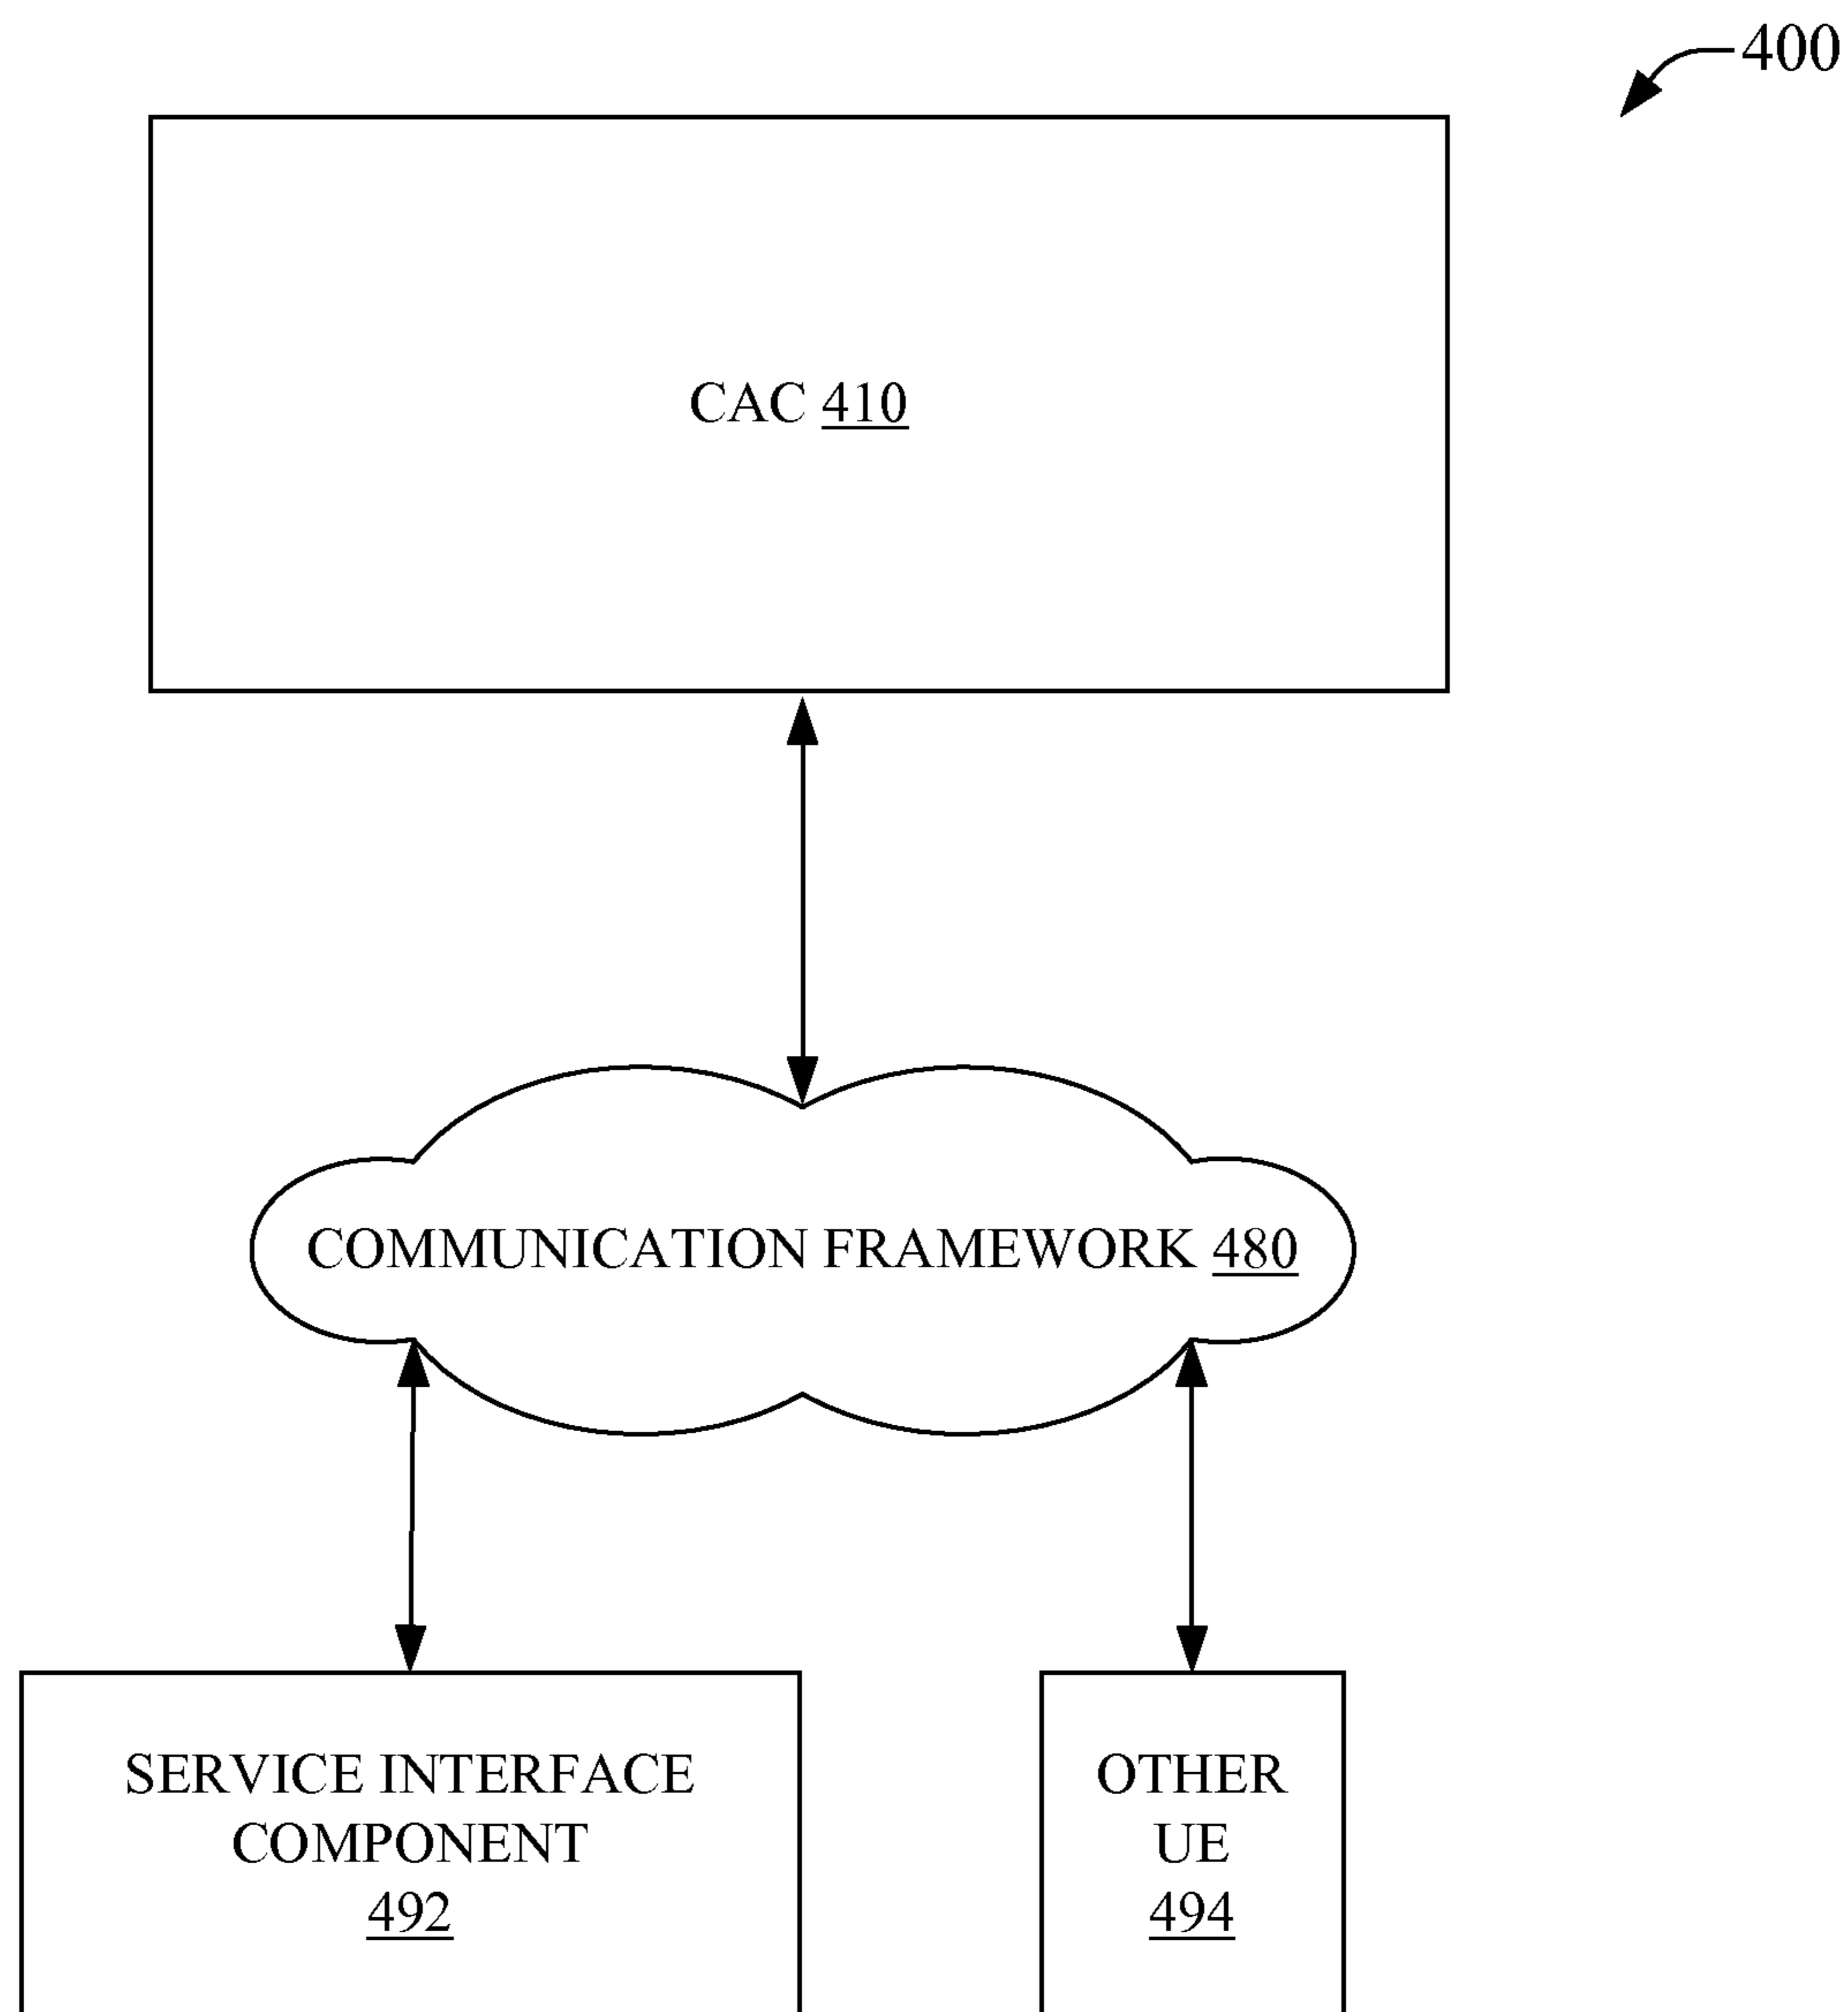 400
CAC 410
COMMUNICATION FRAMEWORK 480
SERVICE INTERFACE
COMPONENT
492
OTHER
UE
494